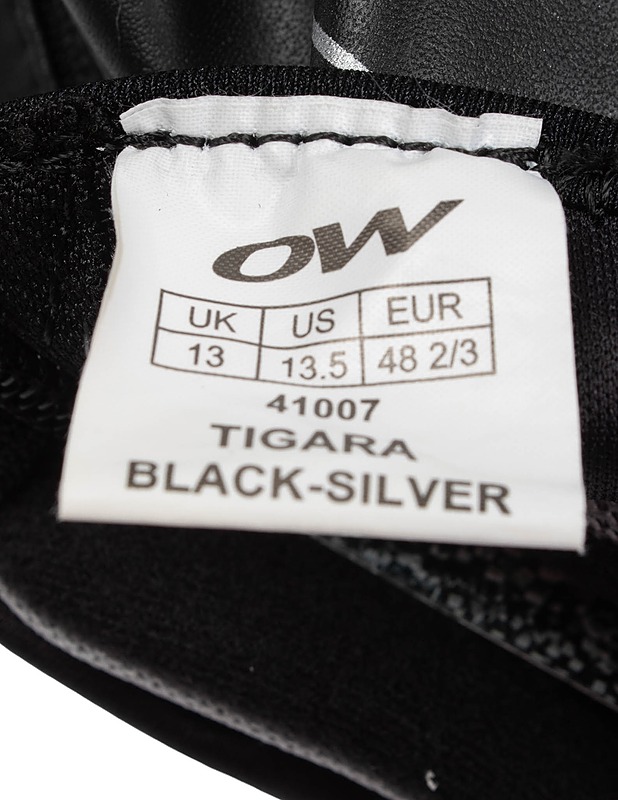 OW
UK US EUR
13 13.5 48 2/3
41007
TIGARA
BLACK-SILVER